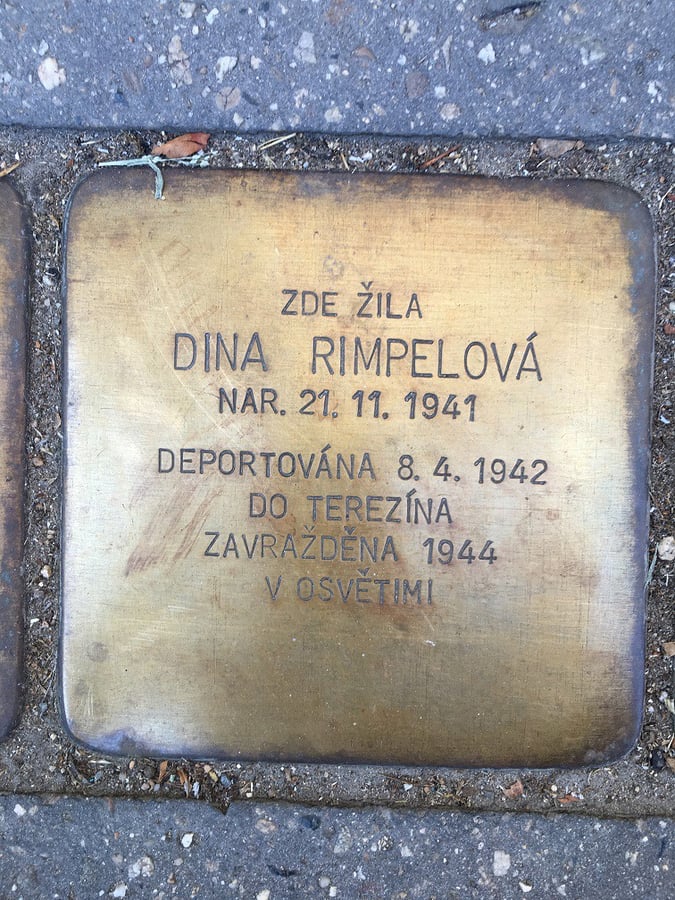 ZDE ŽILA
DINA RIMPELOVÁ
NAR. 21. 11. 1941
DEPORTOVÁNA 8. 4. 1942
DO TEREZÍNA
ZAVRAŽDĚNA 1944
V OSVĚTIMI